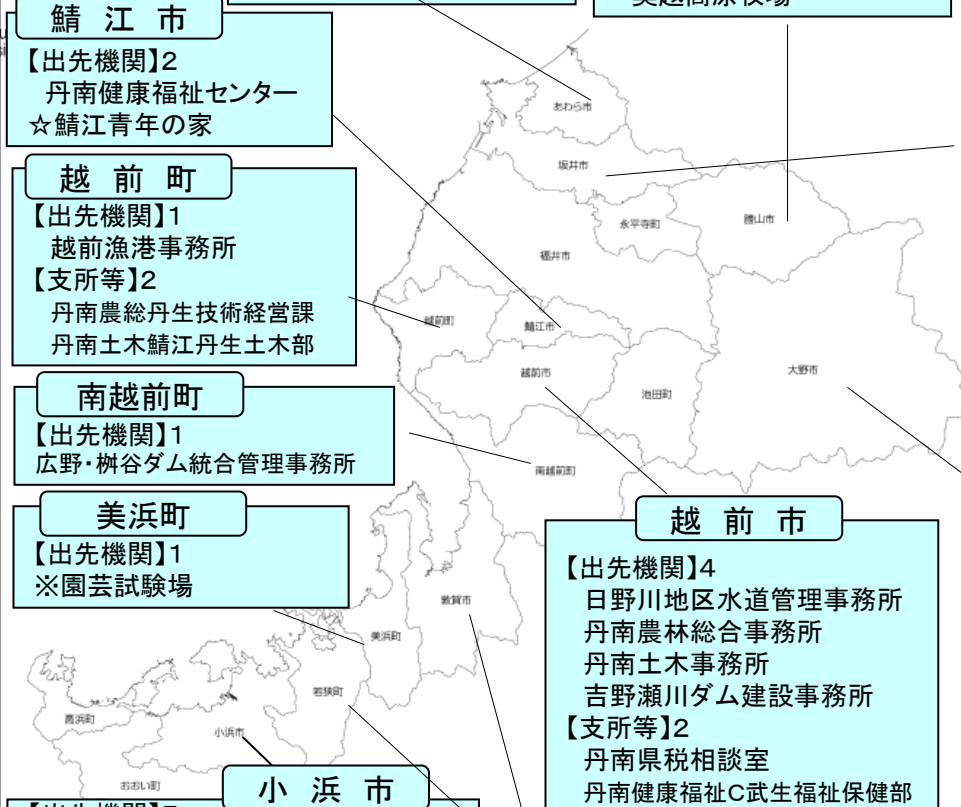 鯖江市
【出先機関】2
丹南健康福祉センター
☆鯖江青年の家
越前町
【出先機関】1
越前漁港事務所
【支所等】2
丹南農総丹生技術経営課
丹南土木鯖江丹生土木部
南越前町
【出先機関】1
広野・桝谷ダム統合管理事務所
美浜町
【出先機関】1
※園芸試験場
越前市
【出先機関】4
日野川地区水道管理事務所
丹南農林総合事務所
丹南土木事務所
吉野瀬川ダム建設事務所
【支所等】2
丹南県税相談室
丹南健康福祉C武生福祉保健部
小浜市
あわら市
坂井市
永平寺町
勝山市
福井市
越前町
鯖江市
越前市
池田町
大野市
南越前町
敦賀市
美浜町
若狭町
高浜町
小浜市
おおい町